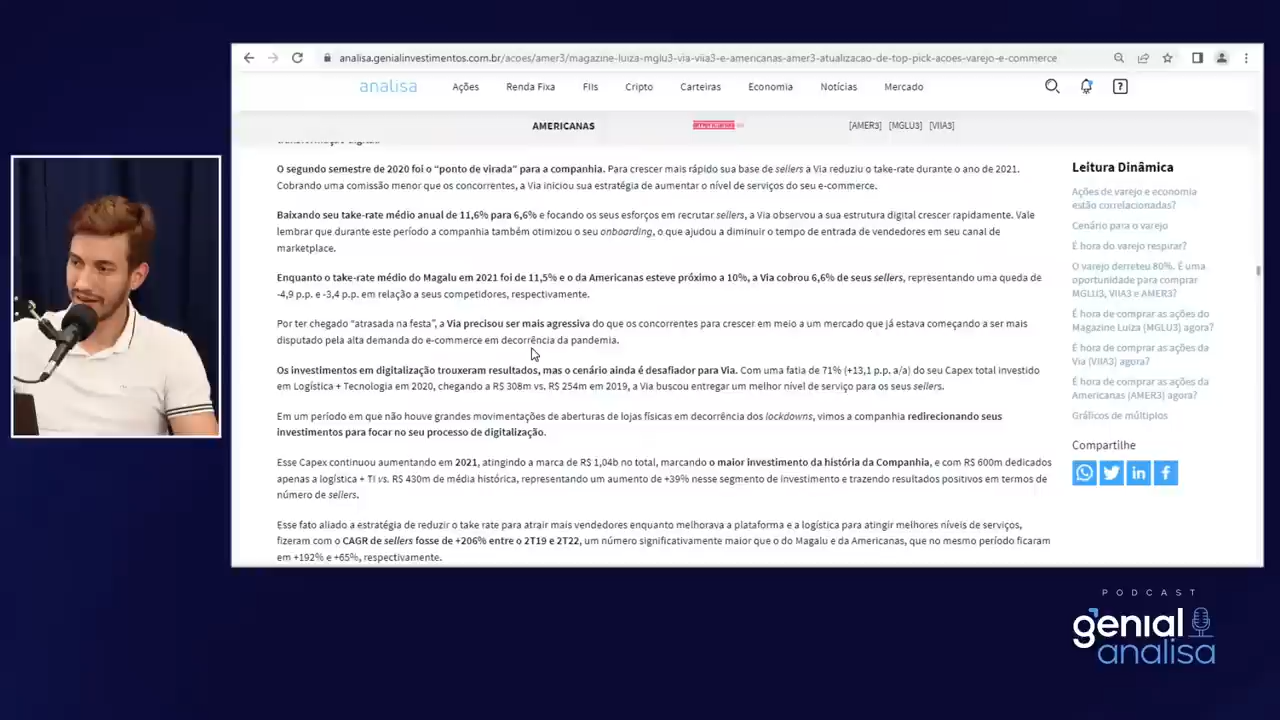 analisa.genialinvestimentos.com.br/acoes/amer3/magazine-luiza-mglu3-via-viia3-e-americanas-amer3-atualizacao-de-top-pick-acoes-varejo-e-commerce
analisa Ações Renda Fixa FIIs Cripto Carteiras Economia Notícias Mercado
AMERICANAS americanas [AMER3] [MGLU3] [VIIA3]
transformação digital.
O segundo semestre de 2020 foi o “ponto de virada” para a companhia. Para crescer mais rápido sua base de sellers a Via reduziu o take-rate durante o ano de 2021.
Cobrando uma comissão menor que os concorrentes, a Via iniciou sua estratégia de aumentar o nível de serviços do seu e-commerce.
Baixando seu take-rate médio anual de 11,6% para 6,6% e focando os seus esforços em recrutar sellers, a Via observou a sua estrutura digital crescer rapidamente. Vale
lembrar que durante este período a companhia também otimizou o seu onboarding, o que ajudou a diminuir o tempo de entrada de vendedores em seu canal de
marketplace.
Enquanto o take-rate médio do Magalu em 2021 foi de 11,5% e o da Americanas esteve próximo a 10%, a Via cobrou 6,6% de seus sellers, representando uma queda de
-4,9 p.p. e -3,4 p.p. em relação a seus competidores, respectivamente.
Por ter chegado “atrasada na festa”, a Via precisou ser mais agressiva do que os concorrentes para crescer em meio a um mercado que já estava começando a ser mais
disputado pela alta demanda do e-commerce em decorrência da pandemia.
Os investimentos em digitalização trouxeram resultados, mas o cenário ainda é desafiador para Via. Com uma fatia de 71% (+13,1 p.p. a/a) do seu Capex total investido
em Logística + Tecnologia em 2020, chegando a R$ 308m vs. R$ 254m em 2019, a Via buscou entregar um melhor nível de serviço para os seus sellers.
Em um período em que não houve grandes movimentações de aberturas de lojas físicas em decorrência dos lockdowns, vimos a companhia redirecionando seus
investimentos para focar no seu processo de digitalização.
Esse Capex continuou aumentando em 2021, atingindo a marca de R$ 1,04b no total, marcando o maior investimento da história da Companhia, e com R$ 600m dedicados
apenas a logística + TI vs. R$ 430m de média histórica, representando um aumento de +39% nesse segmento de investimento e trazendo resultados positivos em termos de
número de sellers.
Esse fato aliado a estratégia de reduzir o take rate para atrair mais vendedores enquanto melhorava a plataforma e a logística para atingir melhores níveis de serviços,
fizeram com o CAGR de sellers fosse de +206% entre o 2T19 e 2T22, um número significativamente maior que o do Magalu e da Americanas, que no mesmo período ficaram
em +192% e +65%, respectivamente.
Leitura Dinâmica
Ações de varejo e economia
estão correlacionadas?
Cenário para o varejo
É hora do varejo respirar?
O varejo derreteu 80%. É uma
oportunidade para comprar
MGLU3, VIIA3 e AMER3?
É hora de comprar as ações do
Magazine Luiza (MGLU3) agora?
É hora de comprar as ações da
Via (VIIA3) agora?
É hora de comprar as ações da
Americanas (AMER3) agora?
Gráficos de múltiplos
Compartilhe
PODCAST
genial
analisa